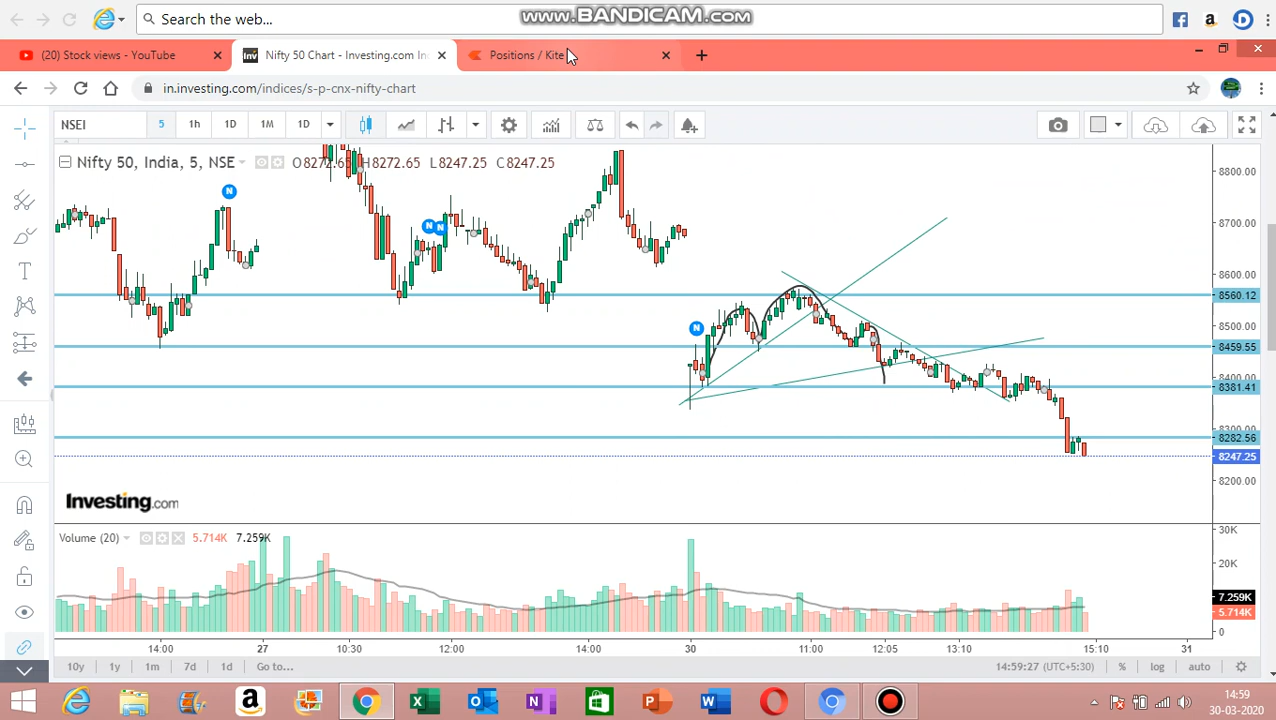 www.BANDICAM.com
Search the web...
(20) Stock views - YouTube
Nifty 50 Chart - Investing.com In
Positions / Kite
in.investing.com/indices/s-p-cnx-nifty-chart
NSEI 5 1h 1D 1M 1D
Nifty 50, India, 5, NSE O8272.65 H8272.65 L8247.25 C8247.25
N
N N
N
8800.00
8700.00
8600.00
8560.12
8500.00
8459.55
8400.00
8381.41
8300.00
8282.56
8247.25
8200.00
Investing.com
Volume (20) 5.714K 7.259K
30K
20K
7.259K
5.714K
0
14:00 27 10:30 12:00 14:00 30 11:00 12:05 13:10 15:10 31
10y 1y 1m 7d 1d Go to... 14:59:27 (UTC+5:30) % log auto
14:59
30-03-2020